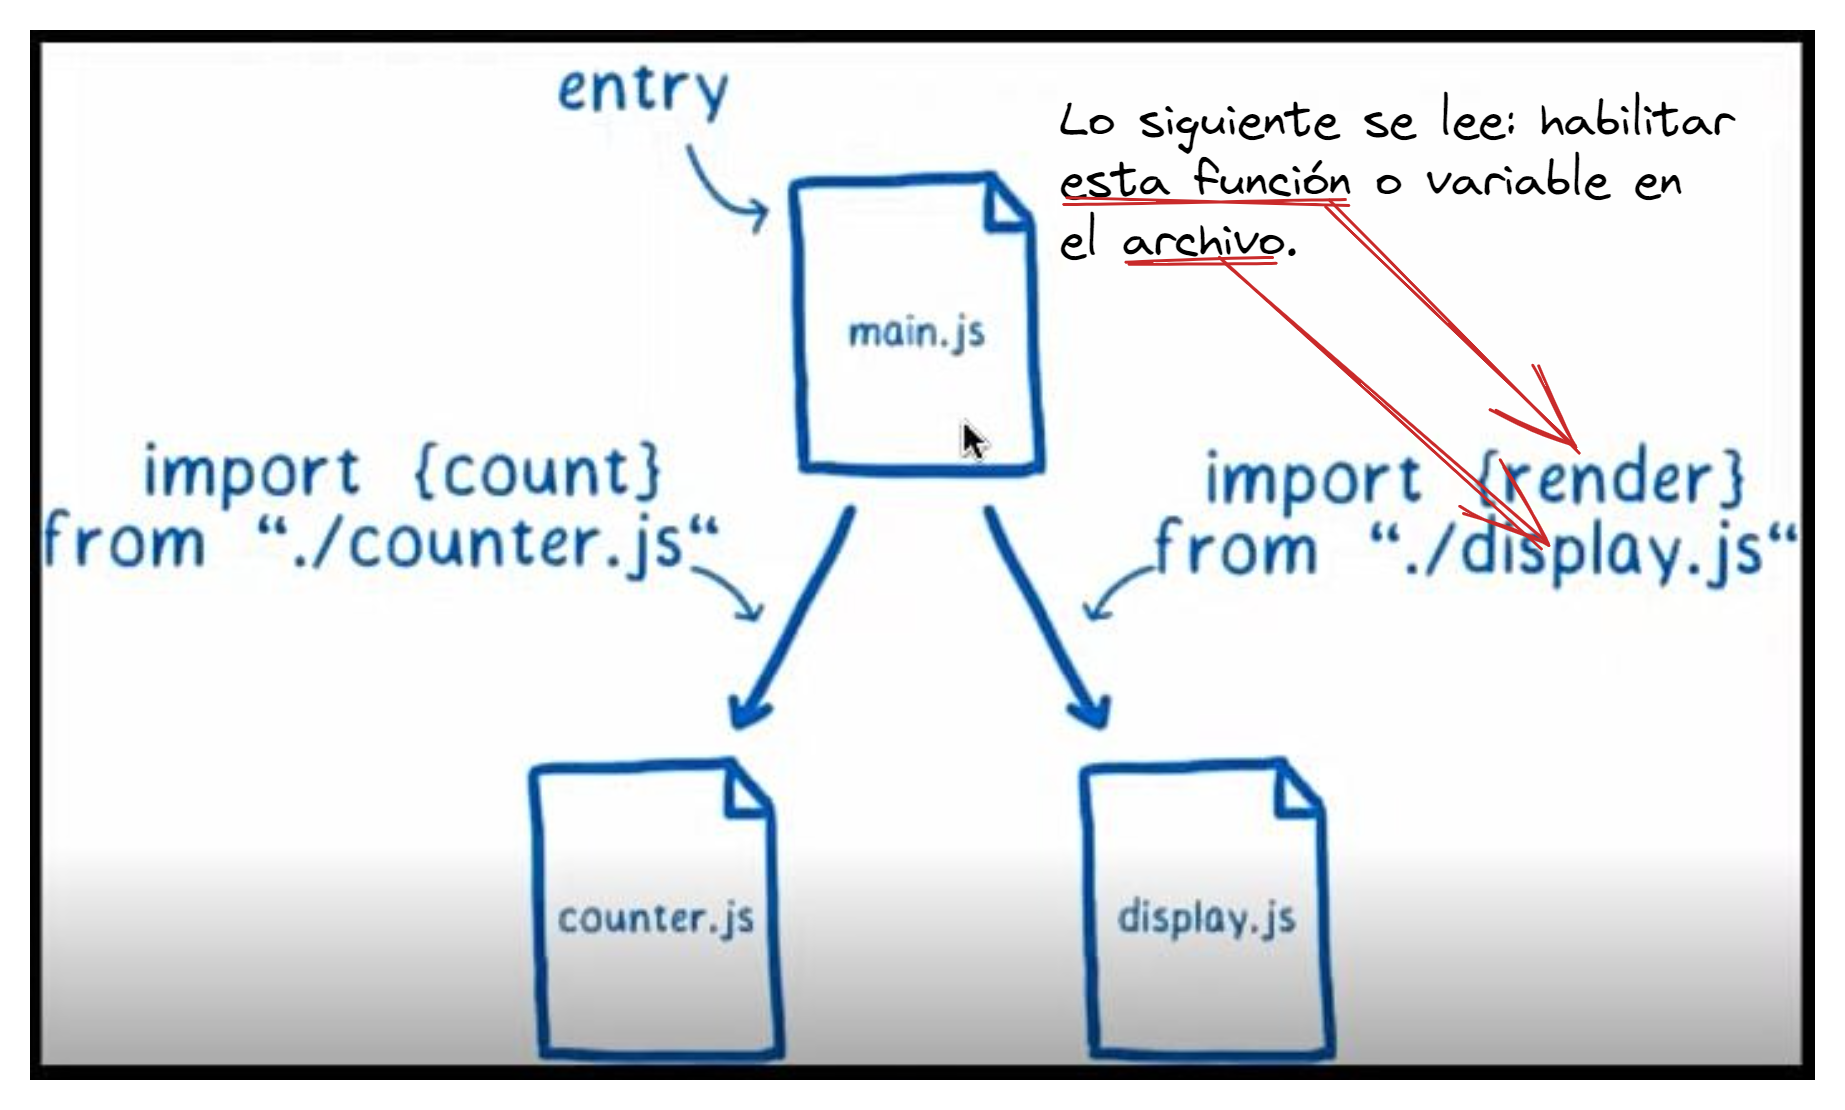 entry
Lo siguiente se lee: habilitar
esta función o variable en
el archivo.
main.js
import {count}
from “./counter.js“
import {render}
from “./display.js“
counter.js
display.js